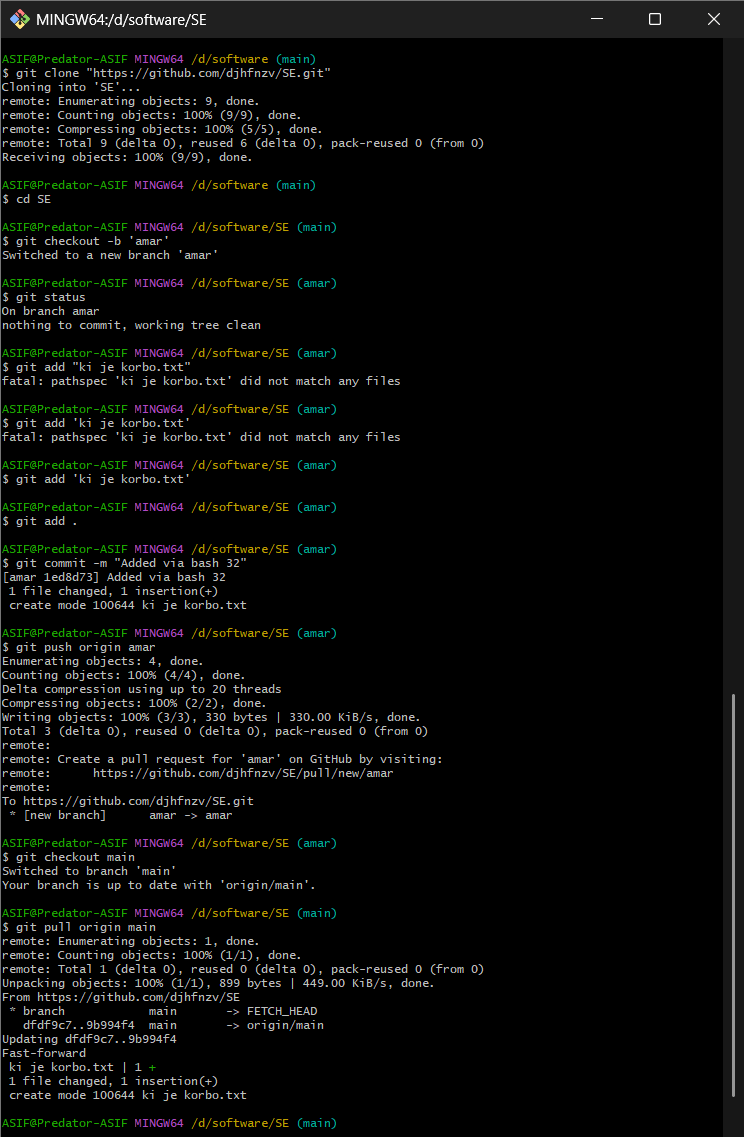 MINGW64:/d/software/SE
ASIF@Predator-ASIF MINGW64 /d/software (main)
$ git clone "https://github.com/djhfnzv/SE.git"
Cloning into 'SE'...
remote: Enumerating objects: 9, done.
remote: Counting objects: 100% (9/9), done.
remote: Compressing objects: 100% (5/5), done.
remote: Total 9 (delta 0), reused 6 (delta 0), pack-reused 0 (from 0)
Receiving objects: 100% (9/9), done.
ASIF@Predator-ASIF MINGW64 /d/software (main)
$ cd SE
ASIF@Predator-ASIF MINGW64 /d/software/SE (main)
$ git checkout -b 'amar'
Switched to a new branch 'amar'
ASIF@Predator-ASIF MINGW64 /d/software/SE (amar)
$ git status
On branch amar
nothing to commit, working tree clean
ASIF@Predator-ASIF MINGW64 /d/software/SE (amar)
$ git add "ki je korbo.txt"
fatal: pathspec 'ki je korbo.txt' did not match any files
ASIF@Predator-ASIF MINGW64 /d/software/SE (amar)
$ git add 'ki je korbo.txt'
fatal: pathspec 'ki je korbo.txt' did not match any files
ASIF@Predator-ASIF MINGW64 /d/software/SE (amar)
$ git add 'ki je korbo.txt'
ASIF@Predator-ASIF MINGW64 /d/software/SE (amar)
$ git add .
ASIF@Predator-ASIF MINGW64 /d/software/SE (amar)
$ git commit -m "Added via bash 32"
[amar 1ed8d73] Added via bash 32
 1 file changed, 1 insertion(+)
 create mode 100644 ki je korbo.txt
ASIF@Predator-ASIF MINGW64 /d/software/SE (amar)
$ git push origin amar
Enumerating objects: 4, done.
Counting objects: 100% (4/4), done.
Delta compression using up to 20 threads
Compressing objects: 100% (2/2), done.
Writing objects: 100% (3/3), 330 bytes | 330.00 KiB/s, done.
Total 3 (delta 0), reused 0 (delta 0), pack-reused 0 (from 0)
remote:
remote: Create a pull request for 'amar' on GitHub by visiting:
remote:      https://github.com/djhfnzv/SE/pull/new/amar
remote:
To https://github.com/djhfnzv/SE.git
 * [new branch]      amar -> amar
ASIF@Predator-ASIF MINGW64 /d/software/SE (amar)
$ git checkout main
Switched to branch 'main'
Your branch is up to date with 'origin/main'.
ASIF@Predator-ASIF MINGW64 /d/software/SE (main)
$ git pull origin main
remote: Enumerating objects: 1, done.
remote: Counting objects: 100% (1/1), done.
remote: Total 1 (delta 0), reused 0 (delta 0), pack-reused 0 (from 0)
Unpacking objects: 100% (1/1), 899 bytes | 449.00 KiB/s, done.
From https://github.com/djhfnzv/SE
 * branch            main       -> FETCH_HEAD
   dfdf9c7..9b994f4  main       -> origin/main
Updating dfdf9c7..9b994f4
Fast-forward
 ki je korbo.txt | 1 +
 1 file changed, 1 insertion(+)
 create mode 100644 ki je korbo.txt
ASIF@Predator-ASIF MINGW64 /d/software/SE (main)